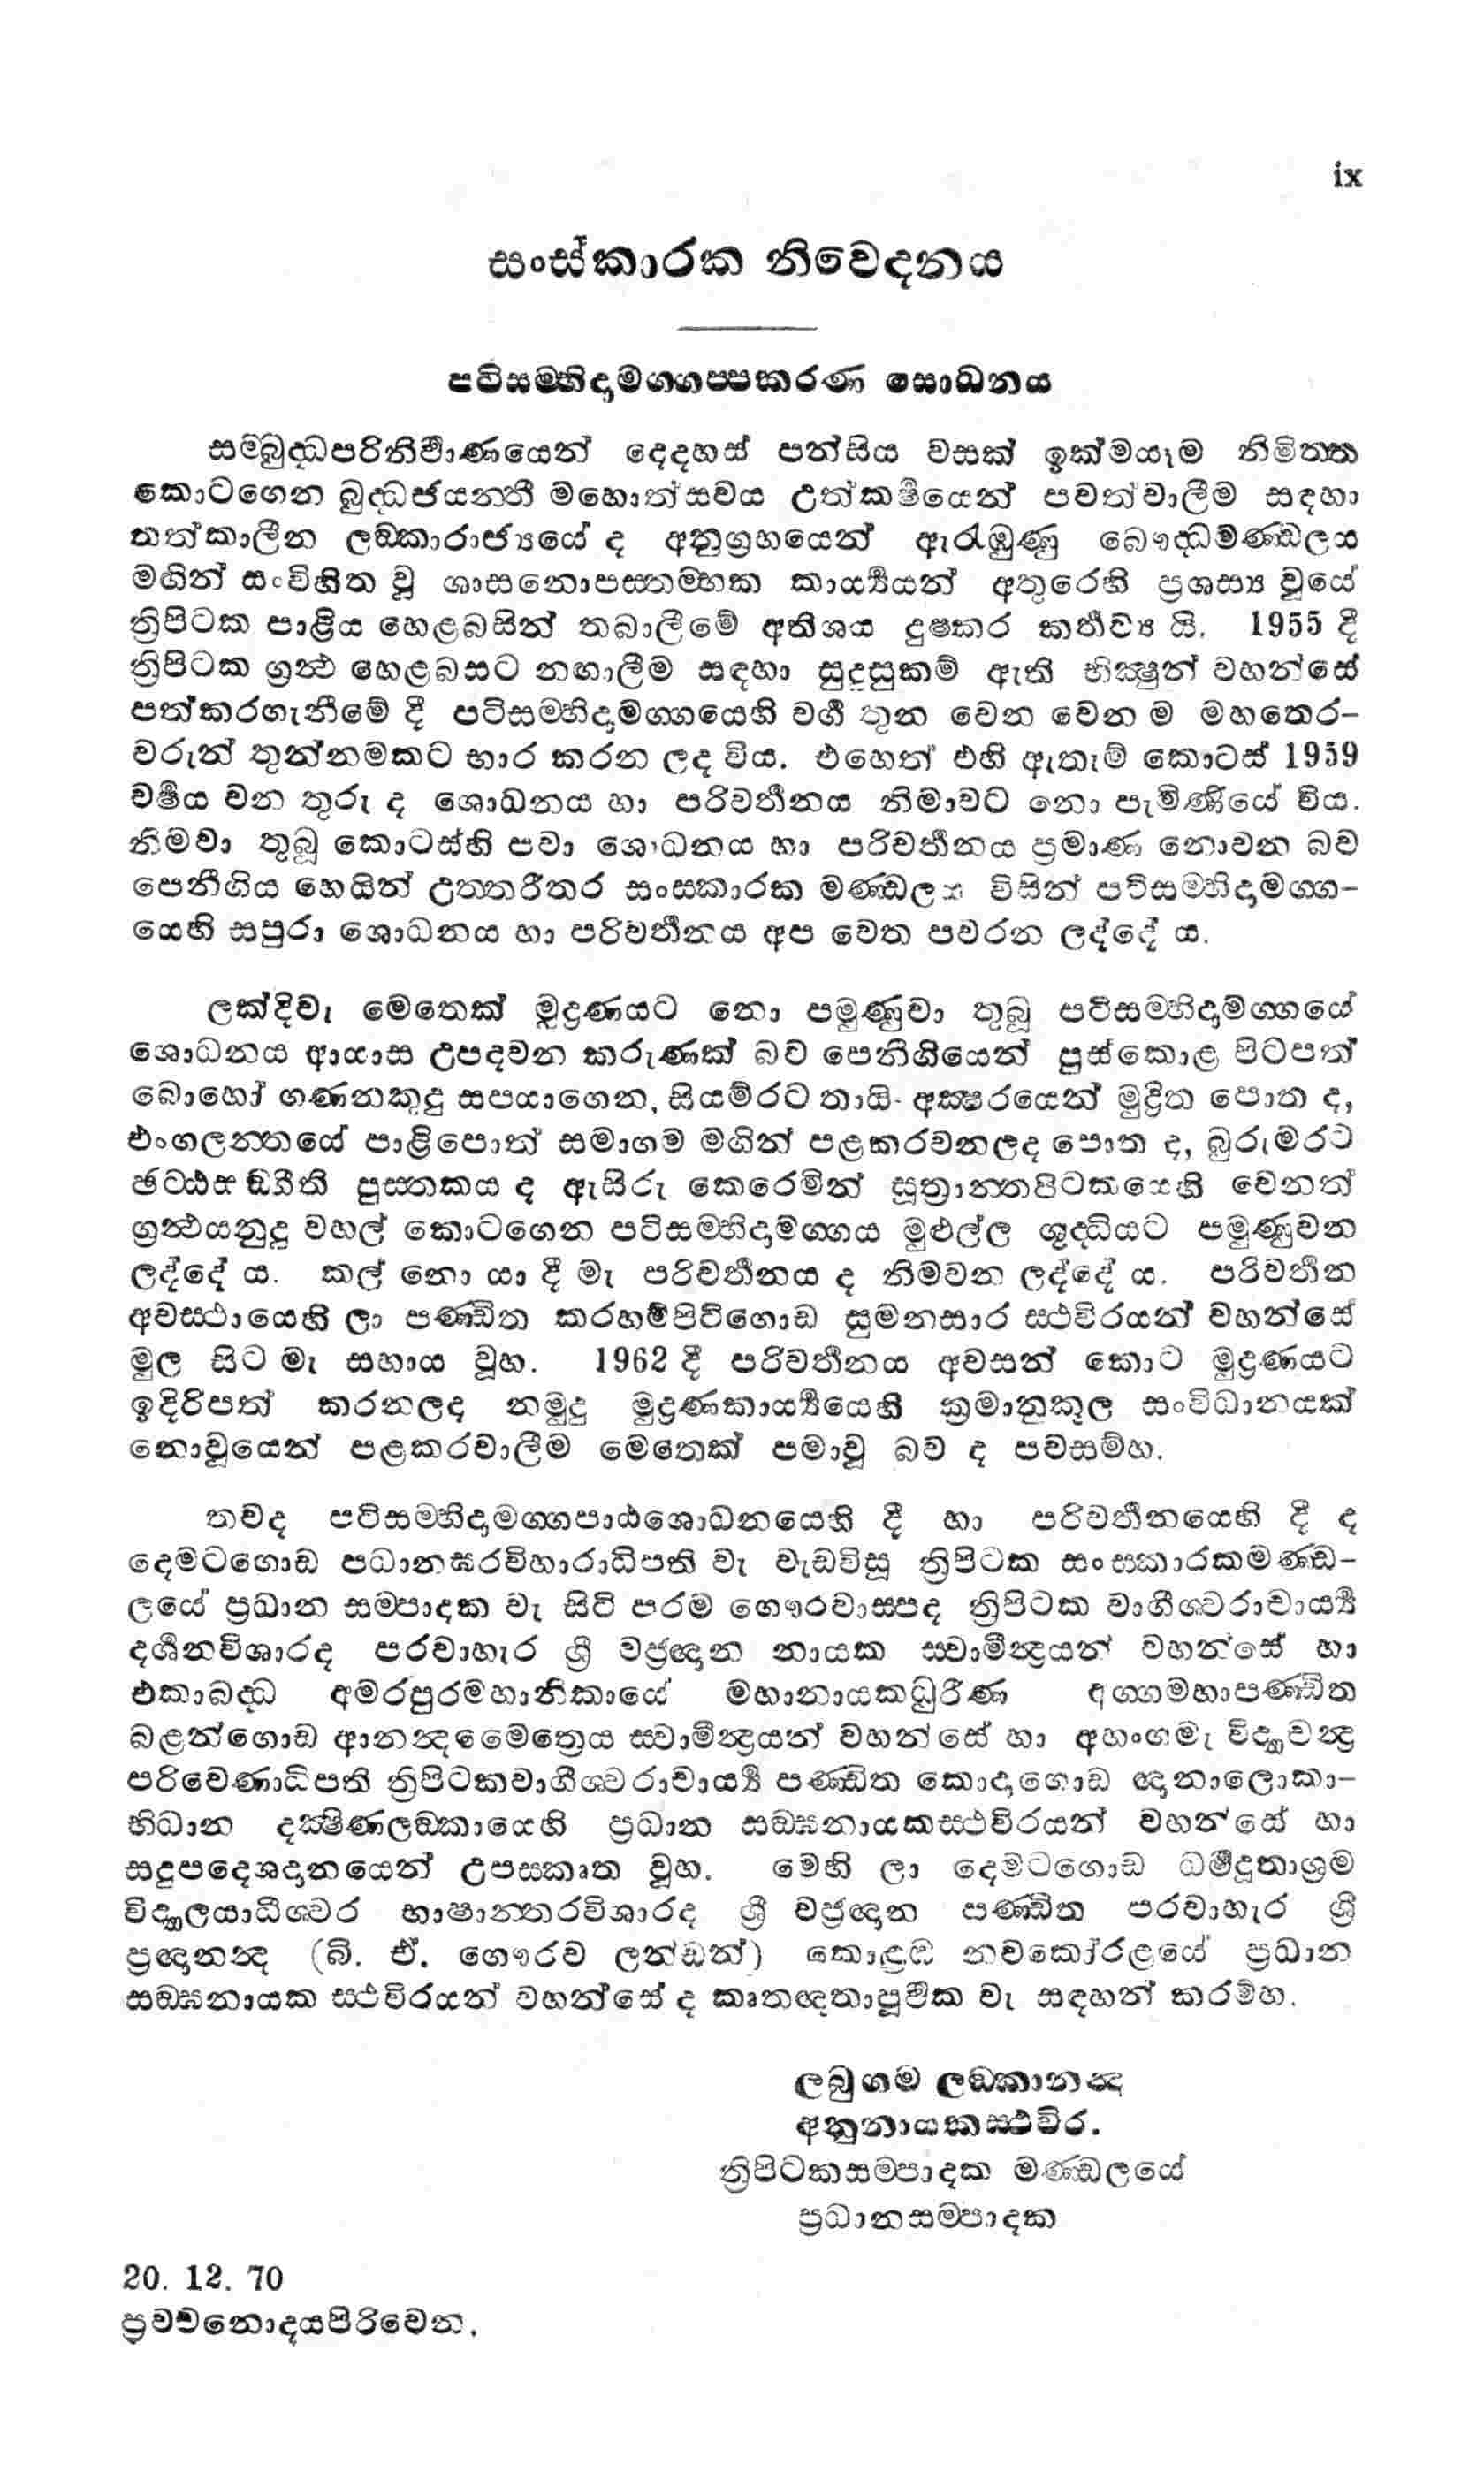 ix
සංස්කාරක නිවෙදනය
පටිසම්භිදාමග්ගප්පකරණ සොධනය
සම්බුද්ධපරිනිර්‍වාණයෙන් දෙදහස් පන්සිය වසක් ඉක්මයෑම නිමිත්ත
කොටගෙන බුද්ධජයන්ති මහොත්සවය උත්කර්‍ෂයෙන් පවත්වාලීම සඳහා
තත්කාලීන ලඞ්කාරාජ්‍යයේ ද අනුග්‍රහයෙන් ඇරැඹුණු බෞද්ධමණ්ඩලය
මඟින් සංවිහිත වූ ශාසනොපස්තම්භක කාර්‍ය්‍යයන් අතුරෙහි ප්‍රශස්‍ය වූයේ
ත්‍රිපිටක පාළිය හෙළබසින් තබාලීමේ අතිශය දුෂ්කර කර්‍තව්‍ය යි. 1955 දී
ත්‍රිපිටක ග්‍රන්‍ථ හෙළබසට නඟාලීම සඳහා සුදුසුකම් ඇති භික්‍ෂූන් වහන්සේ
පත්කරගැනීමේ දී පටිසම්භිදාමග්ගයෙහි වර්‍ග තුන වෙන වෙන ම මහතෙර-
වරුන් තුන්නමකට භාර කරන ලද විය. එහෙත් එහි ඇතැම් කොටස් 1959
වර්‍ෂය වන තුරු ද ශොධනය හා පරිවර්‍තනය නිමාවට නො පැමිණියේ විය.
නිමවා තුබූ කොටස්හි පවා ශොධනය හා පරිවර්‍තනය ප්‍රමාණ නොවන බව
පෙනීගිය හෙයින් උත්තරීතර සංස්කාරක මණ්ඩලය විසින් පටිසම්භිදාමග්ග-
යෙහි සපුරා ශොධනය හා පරිවර්‍තනය අප වෙත පවරන ලද්දේ ය.
ලක්දිවැ මෙතෙක් මුද්‍රණයට නො පමුණුවා තුබූ පටිසම්භිදාමග්ගයේ
ශොධනය ආයාස උපදවන කරුණක් බව පෙනීගියෙන් පුස්කොළ පිටපත්
බොහෝ ගණනකුදු සපයාගෙන, සියම්රට තායි- අක්‍ෂරයෙන් මුද්‍රිත පොත ද,
එංගලන්තයේ පාළිපොත් සමාගම මගින් පළකරවනලද පොත ද, බුරුමරට
ඡට්ඨසඞ්ගීති පුස්තකය ද ඇසිරු කෙරෙමින් සූත්‍රාන්තපිටකයෙහි වෙනත්
ග්‍රන්‍ථයනුදු වහල් කොටගෙන පටිසම්භිදාමග්ගය මුළුල්ල ශුද්ධියට පමුණුවන
ලද්දේ ය. කල් නො යා දී මැ පරිවර්‍තනය ද නිමවන ලද්දේ ය. පරිවර්‍තන
අවස්ථායෙහි ලා පණ්ඩිත කරහම්පිටිගොඩ සුමනසාර ස්ථවිරයන් වහන්සේ
මුල සිට මැ සහාය වූහ. 1962 දී පරිවර්‍තනය අවසන් කොට මුද්‍රණයට
ඉදිරිපත් කරනලද නමුදු මුද්‍රණකාර්‍ය්‍යයෙහි ක්‍රමානුකූල සංවිධානයක්
නොවූයෙන් පළකරවාලීම මෙතෙක් පමාවූ බව ද පවසම්හ.
තවද පටිසම්භිදාමග්ගපාඨශොධනයෙහි දී හා පරිවර්‍තනයෙහි දී ද
දෙමටගොඩ පධානඝරවිහාරාධිපති වැ වැඩවිසූ ත්‍රිපිටක සංස්කාරකමණ්ඩ-
ලයේ ප්‍රධාන සම්පාදක වැ සිටි පරම ගෞරවාස්පද ත්‍රිපිටක වාගීශ්වරාචාර්‍ය්‍ය
දර්‍ශනවිශාරද පරවාහැර ශ්‍රී වජ්‍රඥාන නායක ස්වාමීන්‍ද්‍රයන් වහන්සේ හා
එකාබද්ධ අමරපුරමහානිකායේ මහානායකධුරීණ අග්ගමහාපණ්ඩිත
බළන්ගොඩ ආනන්‍දමෛත්‍රෙය ස්වාමීන්‍ද්‍රයන් වහන්සේ හා අහංගමැ විද්‍යාචන්‍ද්‍ර
පරිවෙණාධිපති ත්‍රිපිටකවාගීශ්වරාචාර්‍ය්‍ය පණ්ඩිත කොදාගොඩ ඥානාලොකා-
භිධාන දක්‍ෂිණලඞ්කායෙහි ප්‍රධාන සඞ්ඝනායකස්ථවිරයන් වහන්සේ හා
සදුපදෙශදානයෙන් උපස්කෘත වූහ. මෙහි ලා දෙමටගොඩ ධර්‍මදූතාශ්‍රම
විද්‍යාලයාධීශ්වර භාෂාන්තරවිශාරද ශ්‍රී වජ්‍රඥාන පණ්ඩිත පරවාහැර ශ්‍රී
ප්‍රඥානන්‍ද (බී. ඒ. ගෞරව ලන්ඩන්) කොළඹ නවකෝරළයේ ප්‍රධාන
සඞ්ඝනායක ස්ථවිරයන් වහන්සේ ද කෘතඥතාපූර්‍වක වැ සඳහන් කරම්හ.
ලබුගම ලඞ්කානන්‍ද
අනුනායකස්ථවිර.
ත්‍රිපිටකසම්පාදක මණ්ඩලයේ
ප්‍රධානසම්පාදක
20. 12. 70
ප්‍රවචනොදයපිරිවෙන.